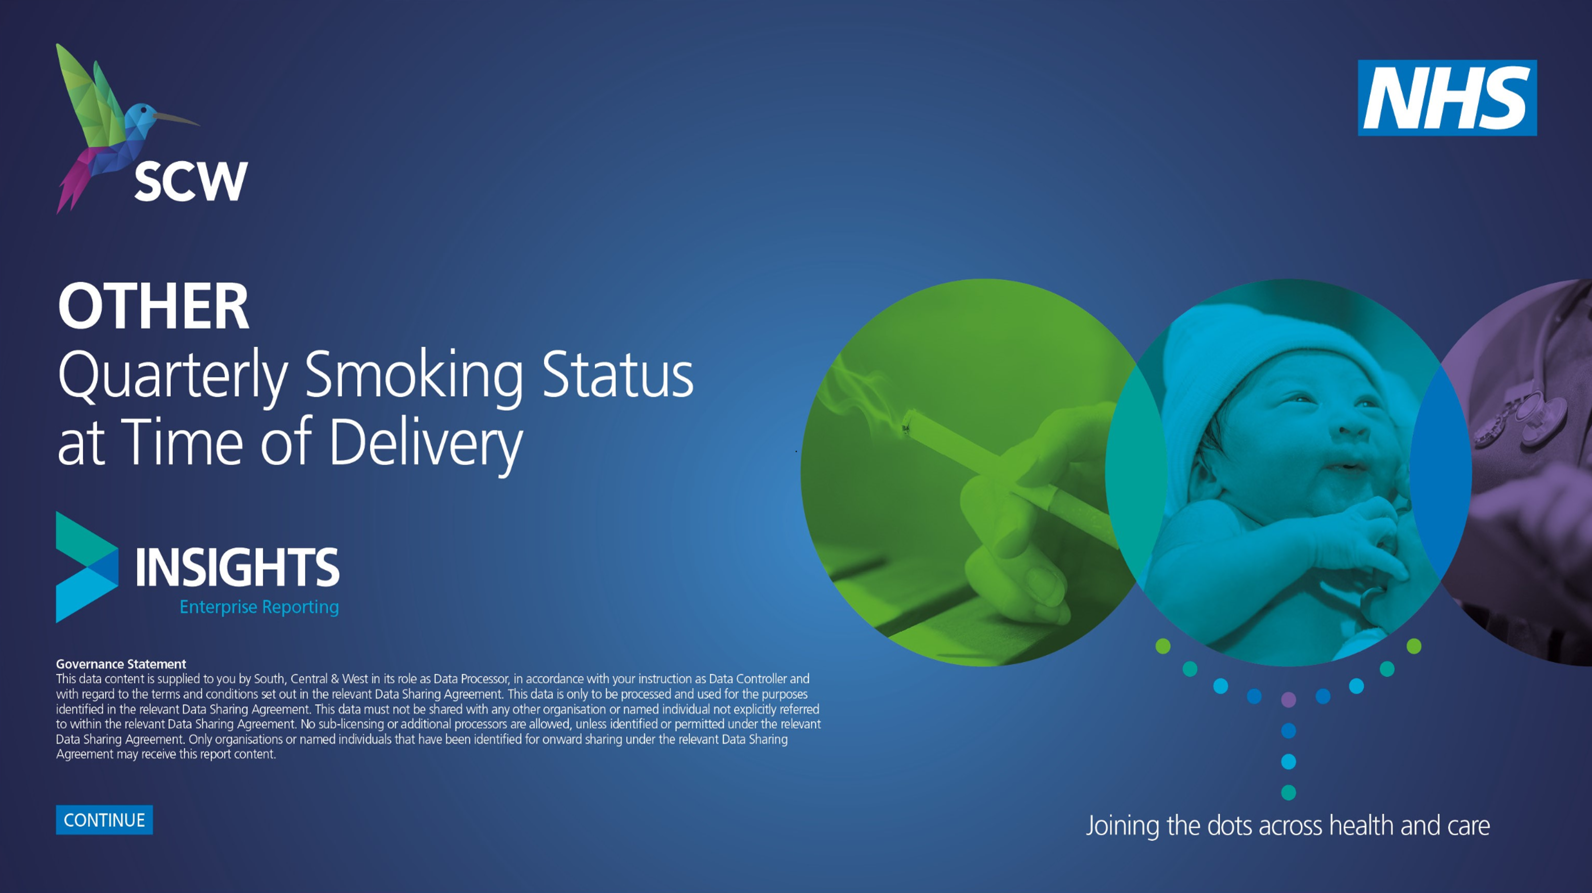 SCW
NHS
OTHER
Quarterly Smoking Status
at Time of Delivery
INSIGHTS
Enterprise Reporting
Governance Statement
This data content is supplied to you by South, Central & West in its role as Data Processor, in accordance with your instruction as Data Controller and
with regard to the terms and conditions set out in the relevant Data Sharing Agreement. This data is only to be processed and used for the purposes
identified in the relevant Data Sharing Agreement. This data must not be shared with any other organisation or named individual not explicitly referred
to within the relevant Data Sharing Agreement. No sub-licensing or additional processors are allowed, unless identified or permitted under the relevant
Data Sharing Agreement. Only organisations or named individuals that have been identified for onward sharing under the relevant Data Sharing
Agreement may receive this report content.
CONTINUE
Joining the dots across health and care